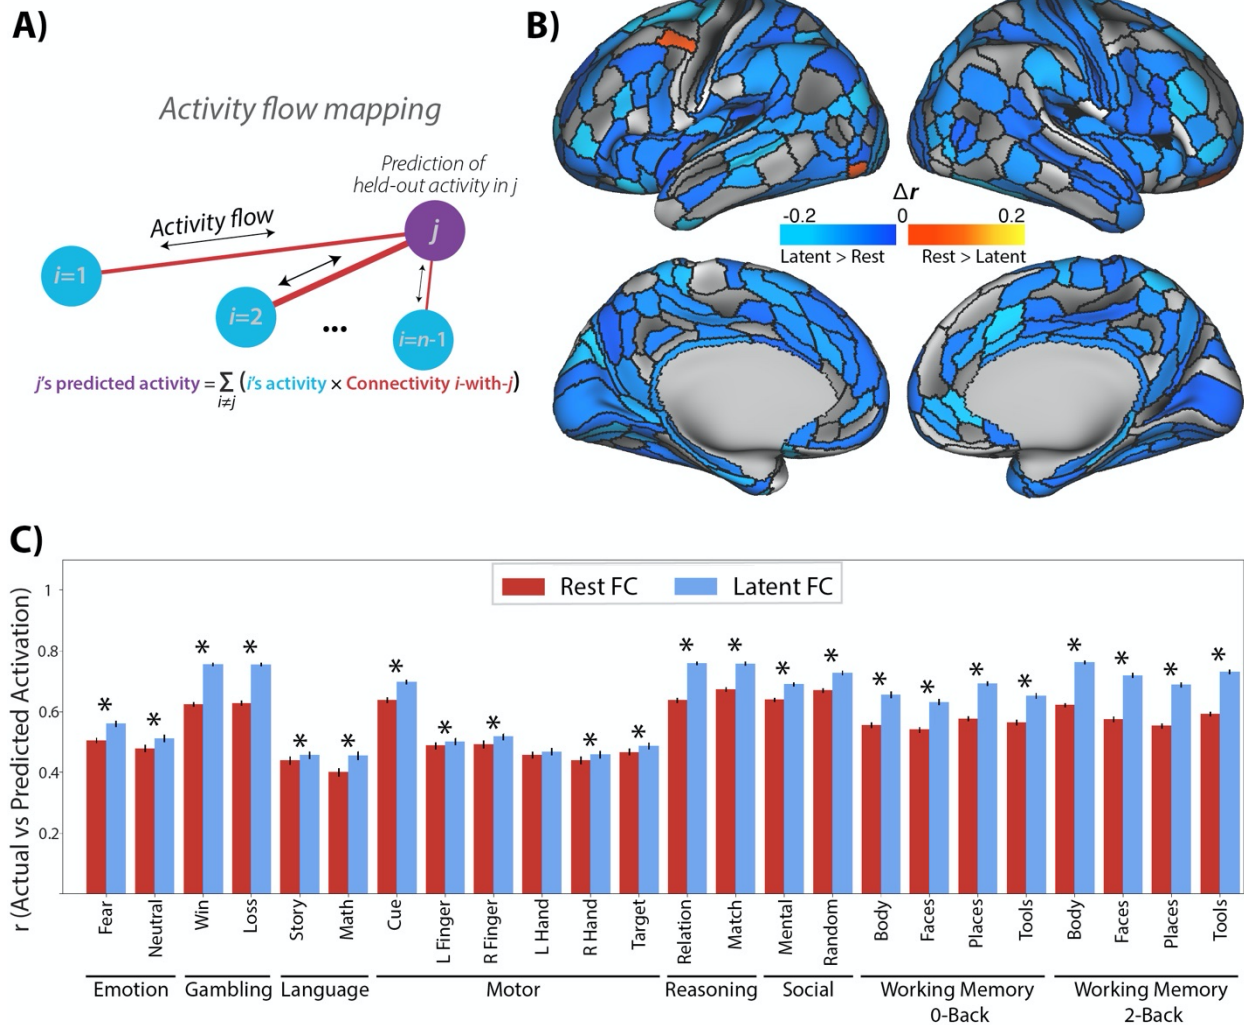 A)
Activity flow mapping
Prediction of
held-out activity in j
Activity flow
j
i=1
i=2
...
i=n-1
j's predicted activity = Σ (i's activity × Connectivity i-with-j)
i≠j
B)
Δr
-0.2 0 0.2
Latent > Rest Rest > Latent
C)
r (Actual vs Predicted Activation)
1
0.8
0.6
0.4
0.2
Rest FC Latent FC
* * * * * * * * * * * * * * * * * * * * * * *
Fear Neutral Win Loss Story Math Cue L Finger R Finger L Hand R Hand Target Relation Match Mental Random Body Faces Places Tools Body Faces Places Tools
Emotion Gambling Language Motor Reasoning Social Working Memory Working Memory
0-Back 2-Back